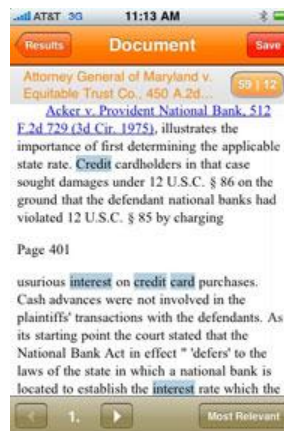 AT&T 3G 11:13 AM
Results Document Save
Attorney General of Maryland v.
Equitable Trust Co., 450 A.2d... 59 | 12
Acker v. Provident National Bank, 512
F.2d 729 (3d Cir. 1975), illustrates the
importance of first determining the applicable
state rate. Credit cardholders in that case
sought damages under 12 U.S.C. § 86 on the
ground that the defendant national banks had
violated 12 U.S.C. § 85 by charging
Page 401
usurious interest on credit card purchases.
Cash advances were not involved in the
plaintiffs' transactions with the defendants. As
its starting point the court stated that the
National Bank Act in effect " 'defers' to the
laws of the state in which a national bank is
located to establish the interest rate which the
1. Most Relevant